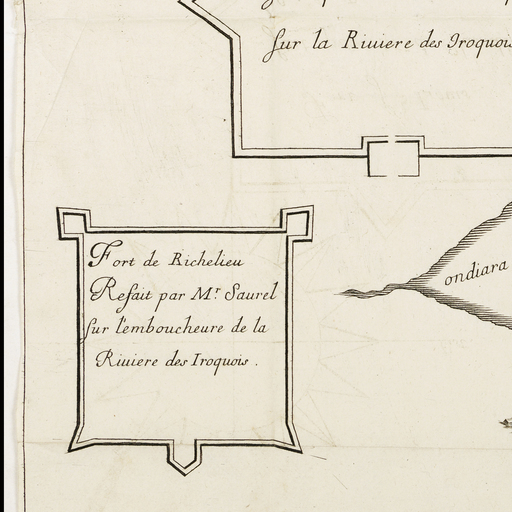 sur la Riuiere des Iroquois
Fort de Richelieu
Refait par Mr. Saurel
sur l'emboucheure de la
Riuiere des Iroquois .
ondiara